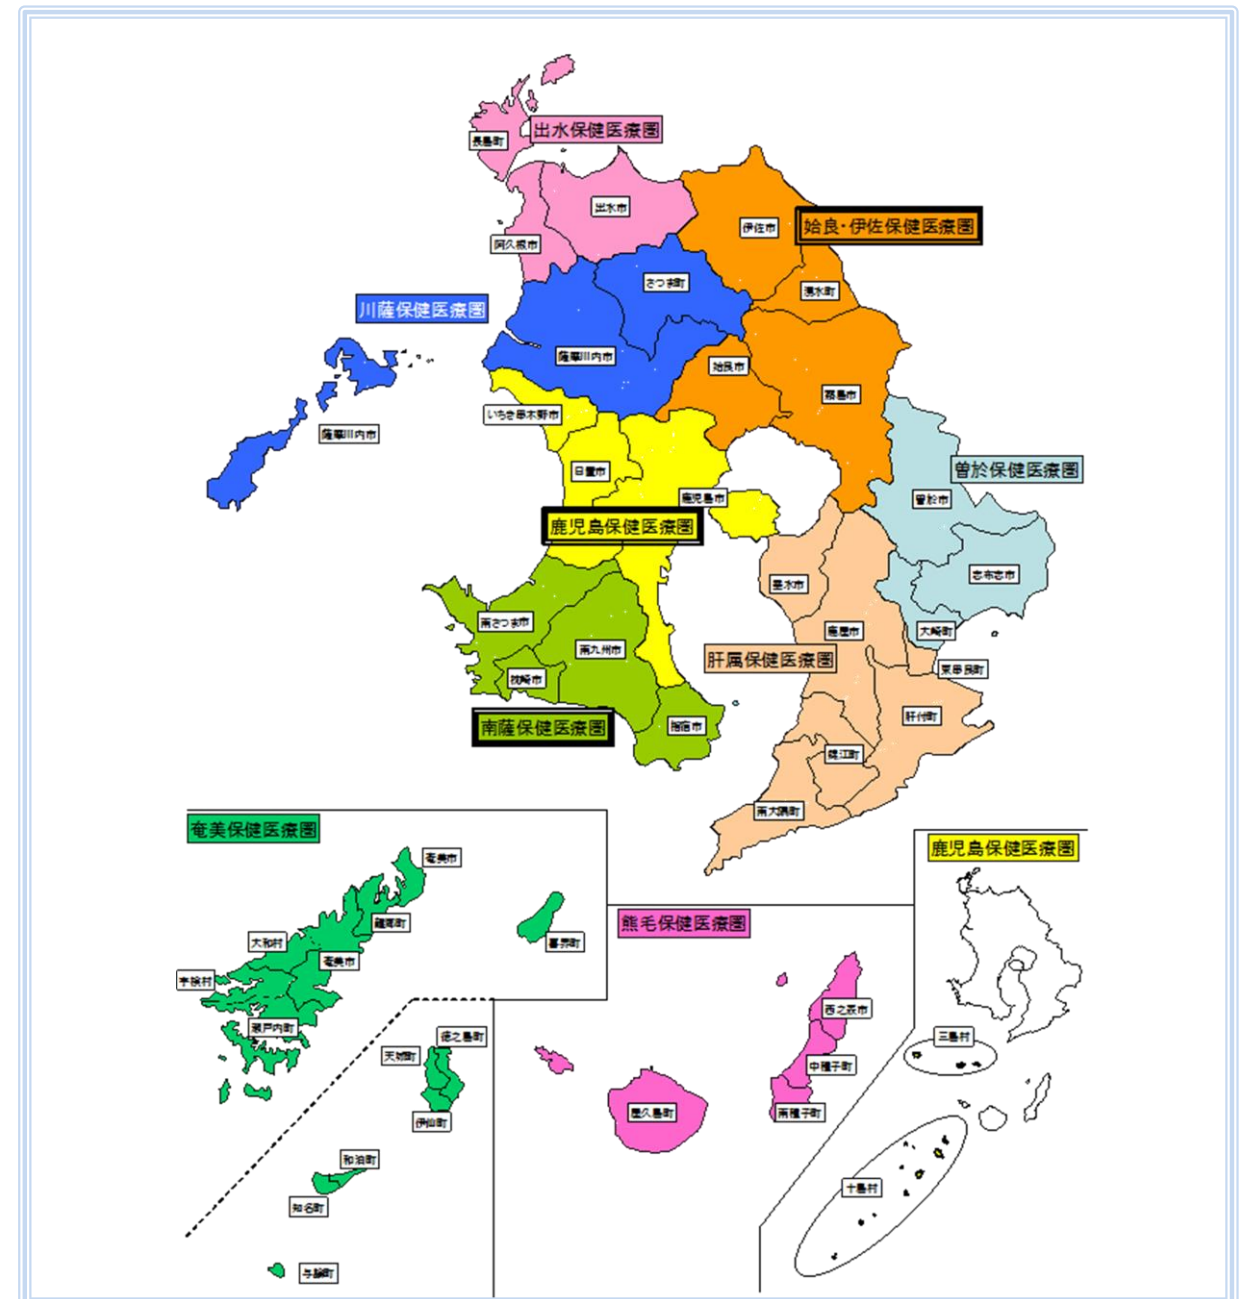 出水保健医療圏
長島町
出水市
阿久根市
伊佐市
姶良・伊佐保健医療圏
さつま町
湧水町
川薩保健医療圏
薩摩川内市
姶良市
霧島市
いちき串木野市
薩摩川内市
日置市
曽於保健医療圏
鹿児島市
曽於市
鹿児島保健医療圏
志布志市
垂水市
南さつま市
鹿屋市
大崎町
南九州市
肝属保健医療圏
東串良町
枕崎市
肝付町
南薩保健医療圏
指宿市
錦江町
南大隅町
奄美保健医療圏
鹿児島保健医療圏
奄美市
龍郷町
熊毛保健医療圏
大和村
喜界町
奄美市
宇検村
西之表市
瀬戸内町
徳之島町
三島村
天城町
中種子町
屋久島町
南種子町
伊仙町
和泊町
十島村
知名町
与論町